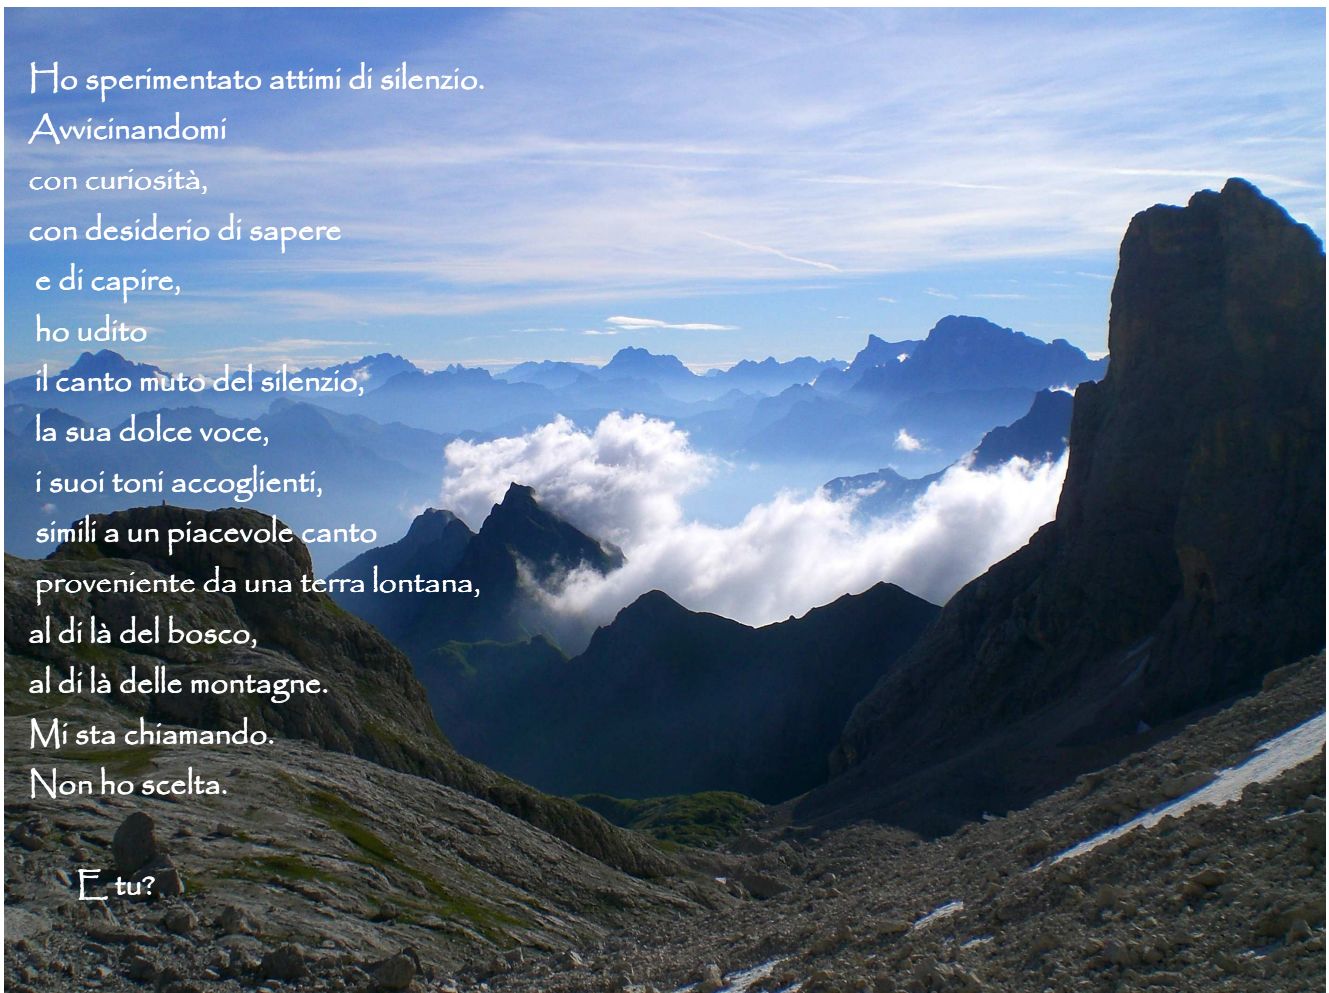 Ho sperimentato attimi di silenzio.
Avvicinandomi
con curiosità,
con desiderio di sapere
e di capire,
ho udito
il canto muto del silenzio,
la sua dolce voce,
i suoi toni accoglienti,
simili a un piacevole canto
proveniente da una terra lontana,
al di là del bosco,
al di là delle montagne.
Mi sta chiamando.
Non ho scelta.
E tu?